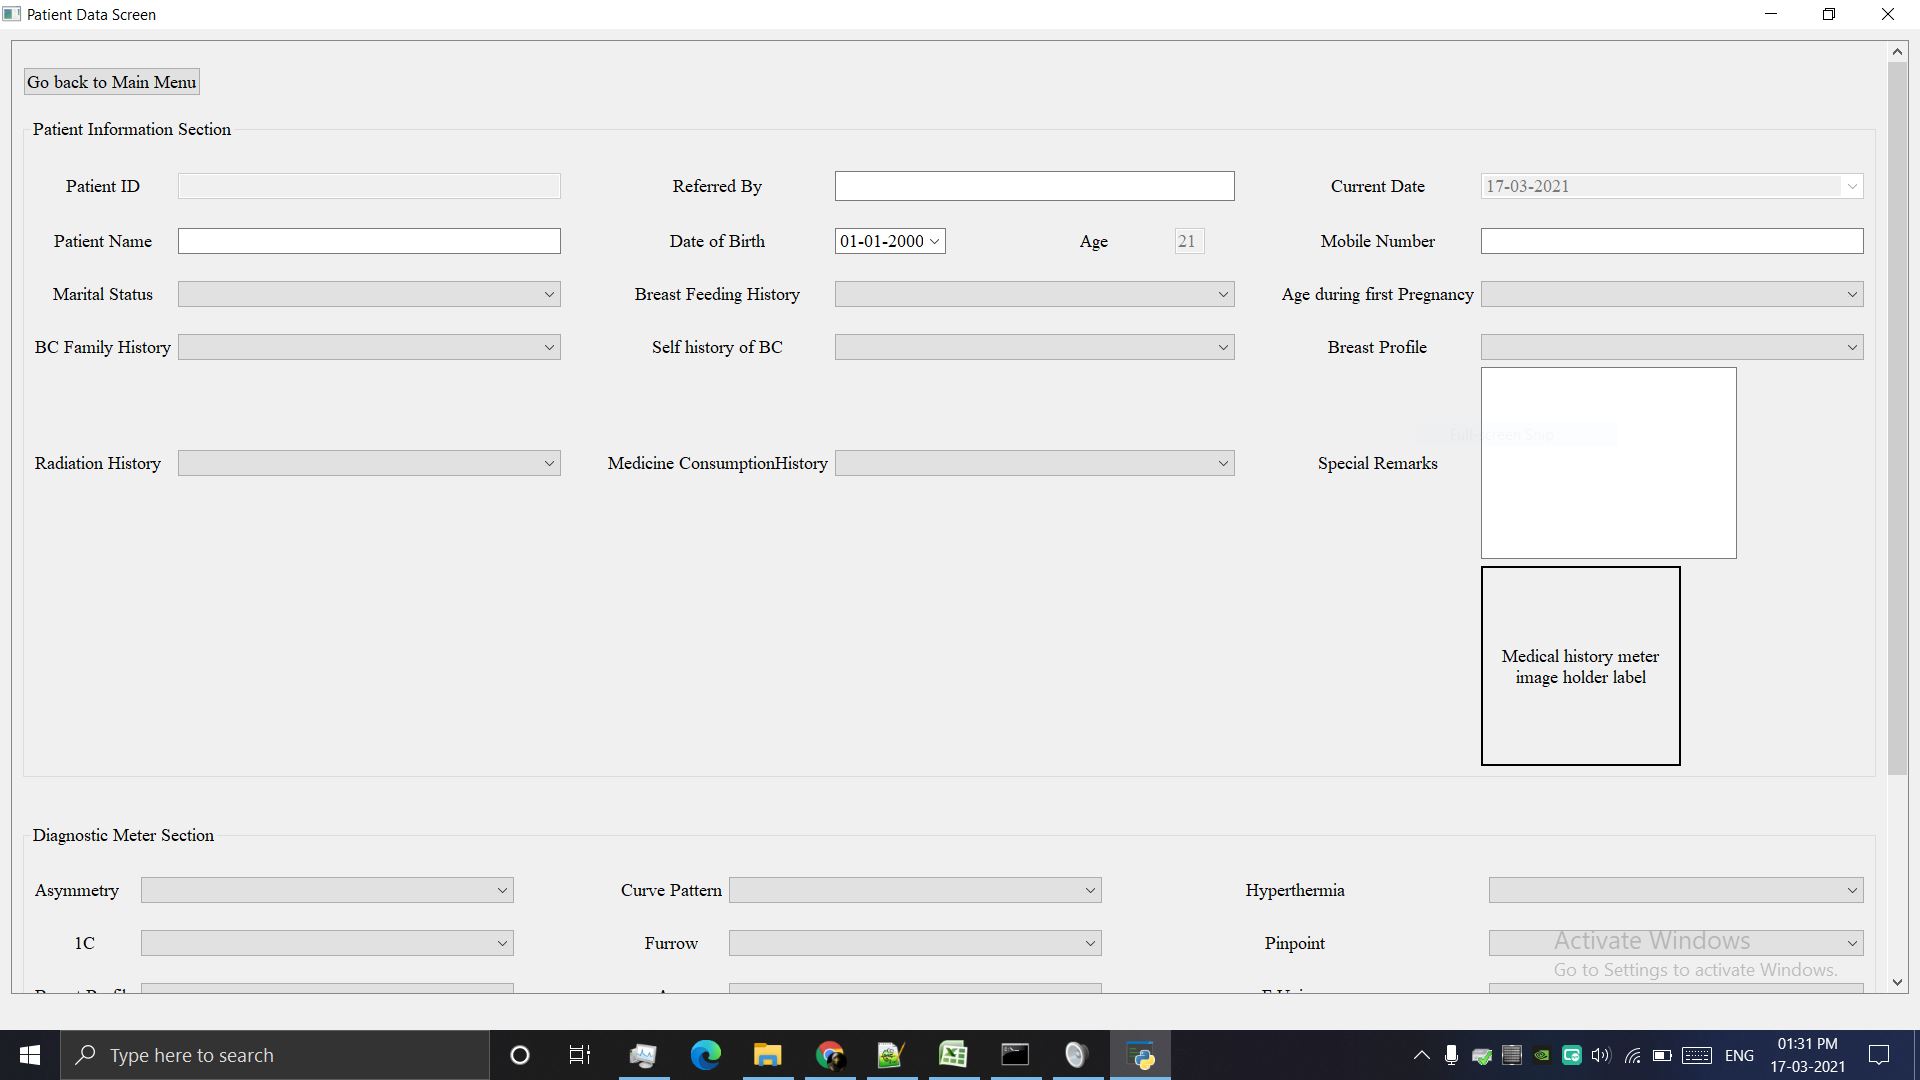 Patient Data Screen
Go back to Main Menu
Patient Information Section
Patient ID
Referred By
Current Date 17-03-2021
Patient Name
Date of Birth 01-01-2000 Age 21
Mobile Number
Marital Status
Breast Feeding History
Age during first Pregnancy
BC Family History
Self history of BC
Breast Profile
Full-screen Snip
Radiation History
Medicine ConsumptionHistory
Special Remarks
Medical history meter
image holder label
Diagnostic Meter Section
Asymmetry
Curve Pattern
Hyperthermia
1C
Furrow
Pinpoint
Activate Windows
Go to Settings to activate Windows.
Type here to search
ENG
01:31 PM
17-03-2021